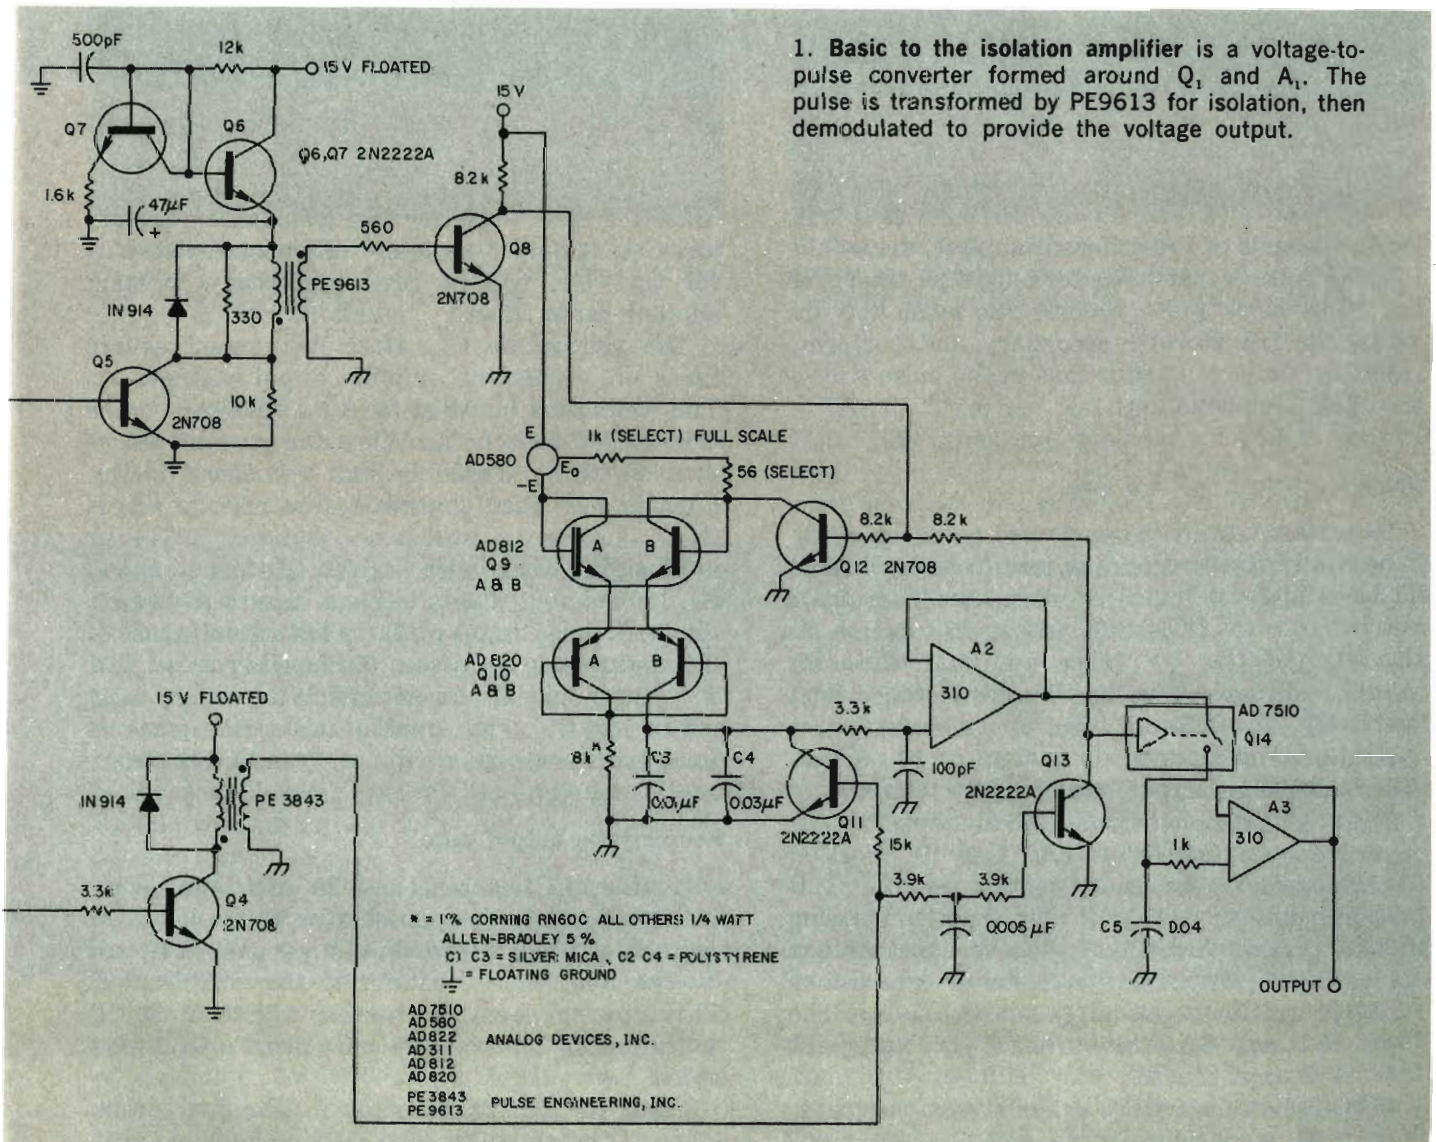 1. Basic to the isolation amplifier is a voltage-to-
pulse converter formed around Q1 and A1. The
pulse is transformed by PE9613 for isolation, then
demodulated to provide the voltage output.
500pF
12k
15 V FLOATED
Q7
Q6
Q6,Q7 2N2222A
1.6k
47µF
+
15 V
8.2k
560
Q8
2N708
PE9613
1N914
330
Q5
2N708
10k
E
1k (SELECT) FULL SCALE
AD580
Eo
-E
56 (SELECT)
AD812
Q9
A & B
A
B
8.2k
8.2k
Q12 2N708
AD820
Q10
A & B
A
B
A2
310
3.3k
AD7510
Q14
15 V FLOATED
8k*
C3
0.01µF
C4
0.03µF
100pF
Q13
2N2222A
Q11
2N2222A
1N914
PE 3843
A3
310
15k
1k
3.3k
Q4
2N708
3.9k
3.9k
0.005µF
C5
0.04
OUTPUT
* = 1% CORNING RN60C ALL OTHERS 1/4 WATT
ALLEN-BRADLEY 5 %
C1 C3 = SILVER MICA , C2 C4 = POLYSTYRENE
= FLOATING GROUND
AD7510
AD580
AD822
AD311
AD812
AD820
ANALOG DEVICES, INC.
PE3843
PE9613
PULSE ENGINEERING, INC.